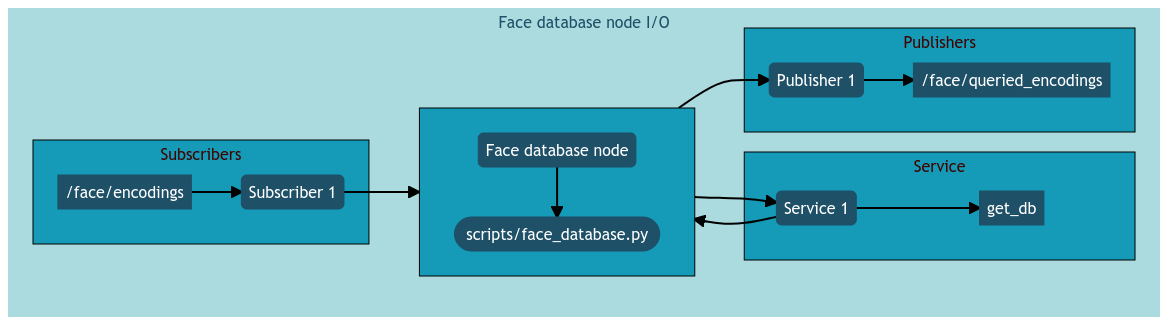 Face database node I/O
Subscribers
/face/encodings
Subscriber 1
Face database node
scripts/face_database.py
Publishers
Publisher 1
/face/queried_encodings
Service
Service 1
get_db